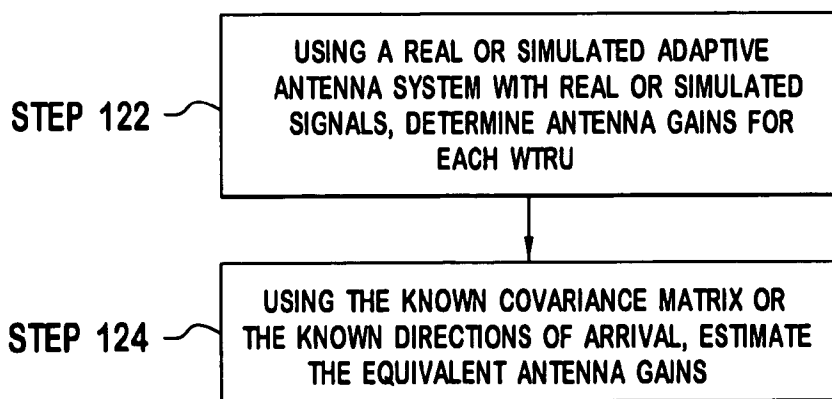 STEP 122
USING A REAL OR SIMULATED ADAPTIVE
ANTENNA SYSTEM WITH REAL OR SIMULATED
SIGNALS, DETERMINE ANTENNA GAINS FOR
EACH WTRU
STEP 124
USING THE KNOWN COVARIANCE MATRIX OR
THE KNOWN DIRECTIONS OF ARRIVAL, ESTIMATE
THE EQUIVALENT ANTENNA GAINS